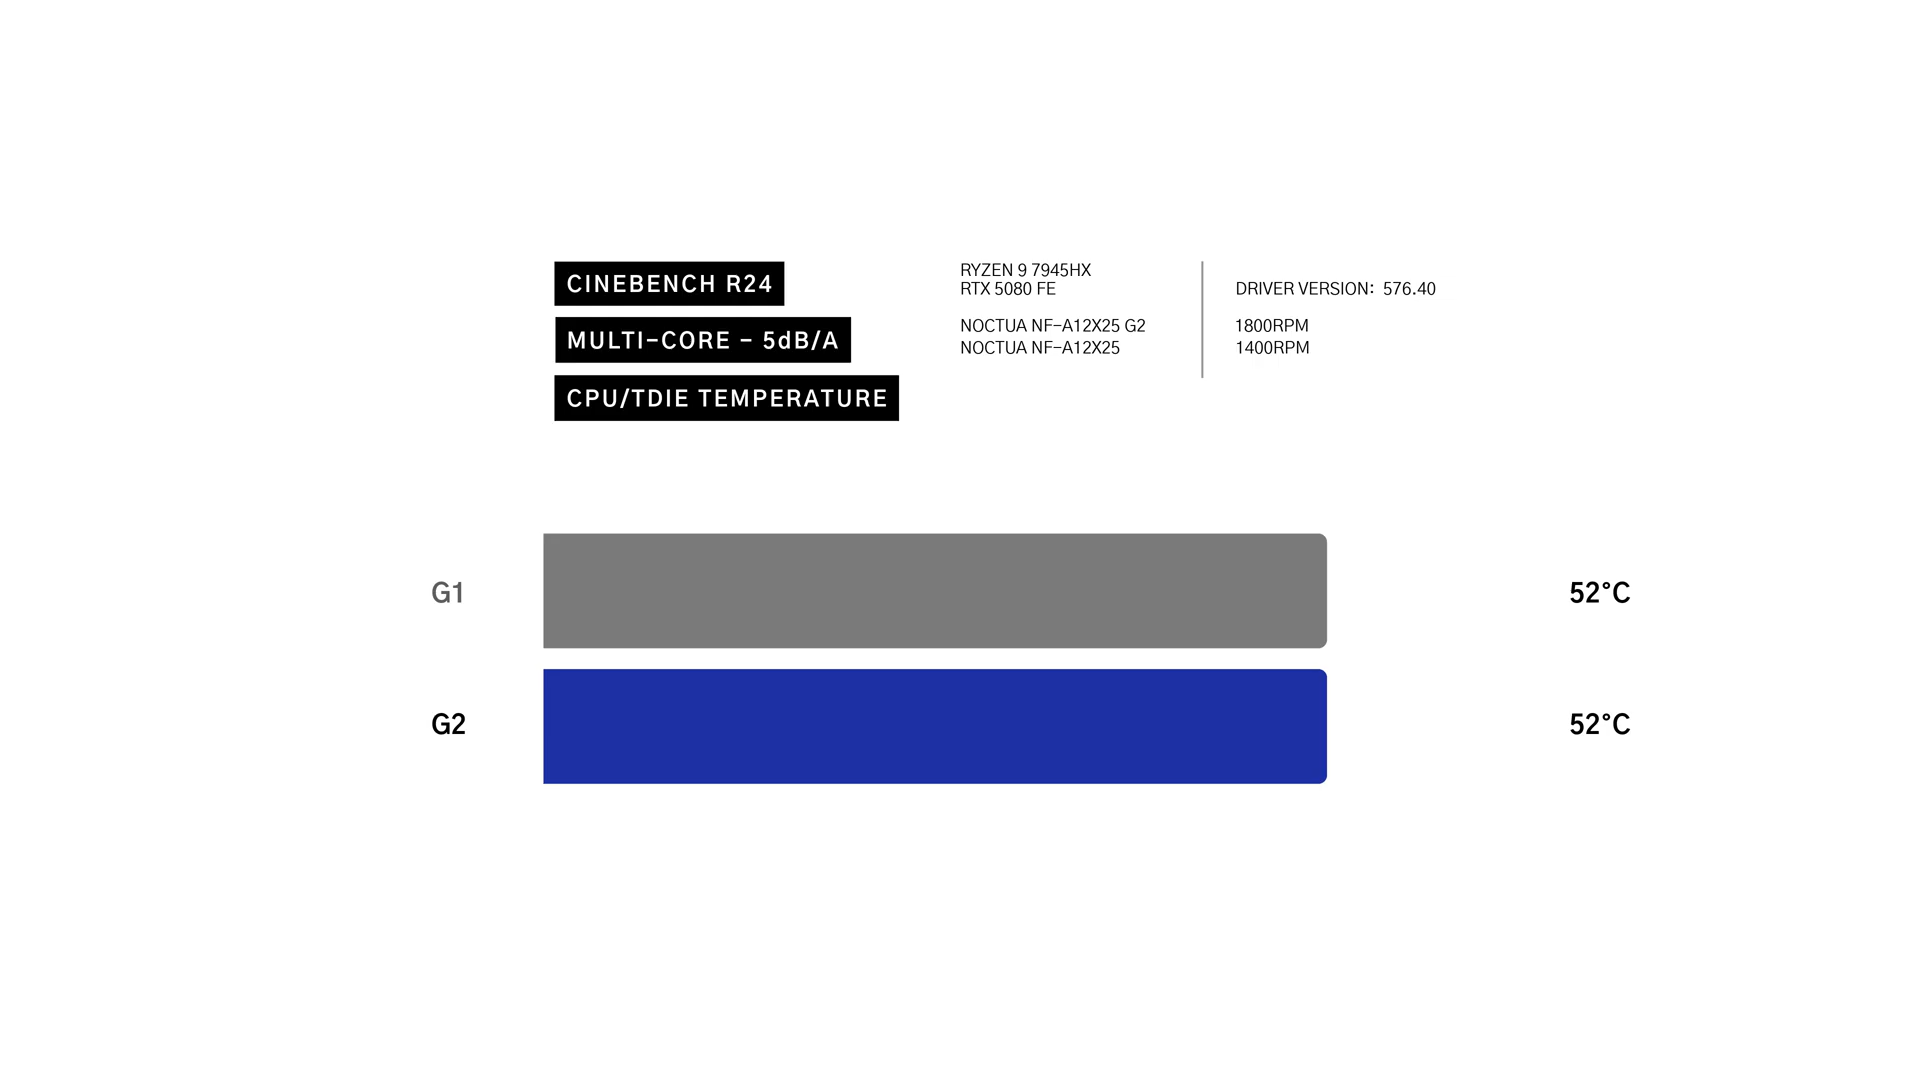 CINEBENCH R24
MULTI-CORE - 5dB/A
CPU/TDIE TEMPERATURE
RYZEN 9 7945HX
RTX 5080 FE
NOCTUA NF-A12X25 G2
NOCTUA NF-A12X25
DRIVER VERSION: 576.40
1800RPM
1400RPM
G1
52°C
G2
52°C